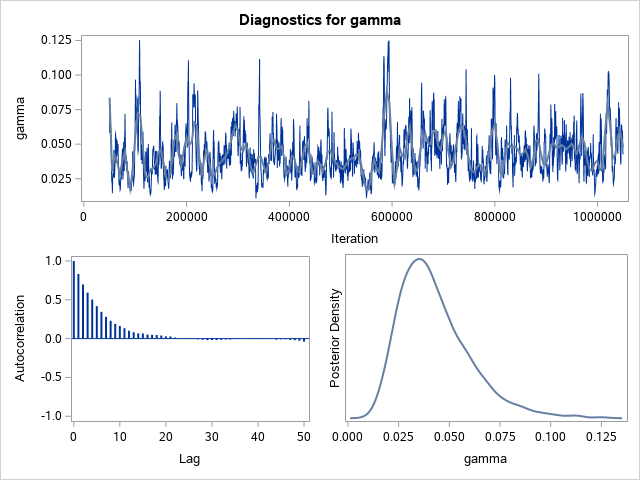 Diagnostics for gamma
0.125
0.100
0.075
0.050
0.025
gamma
0 200000 400000 600000 800000 1000000
Iteration
1.0
0.5
0.0
-0.5
-1.0
Autocorrelation
0 10 20 30 40 50
Lag
Posterior Density
0.000 0.025 0.050 0.075 0.100 0.125
gamma